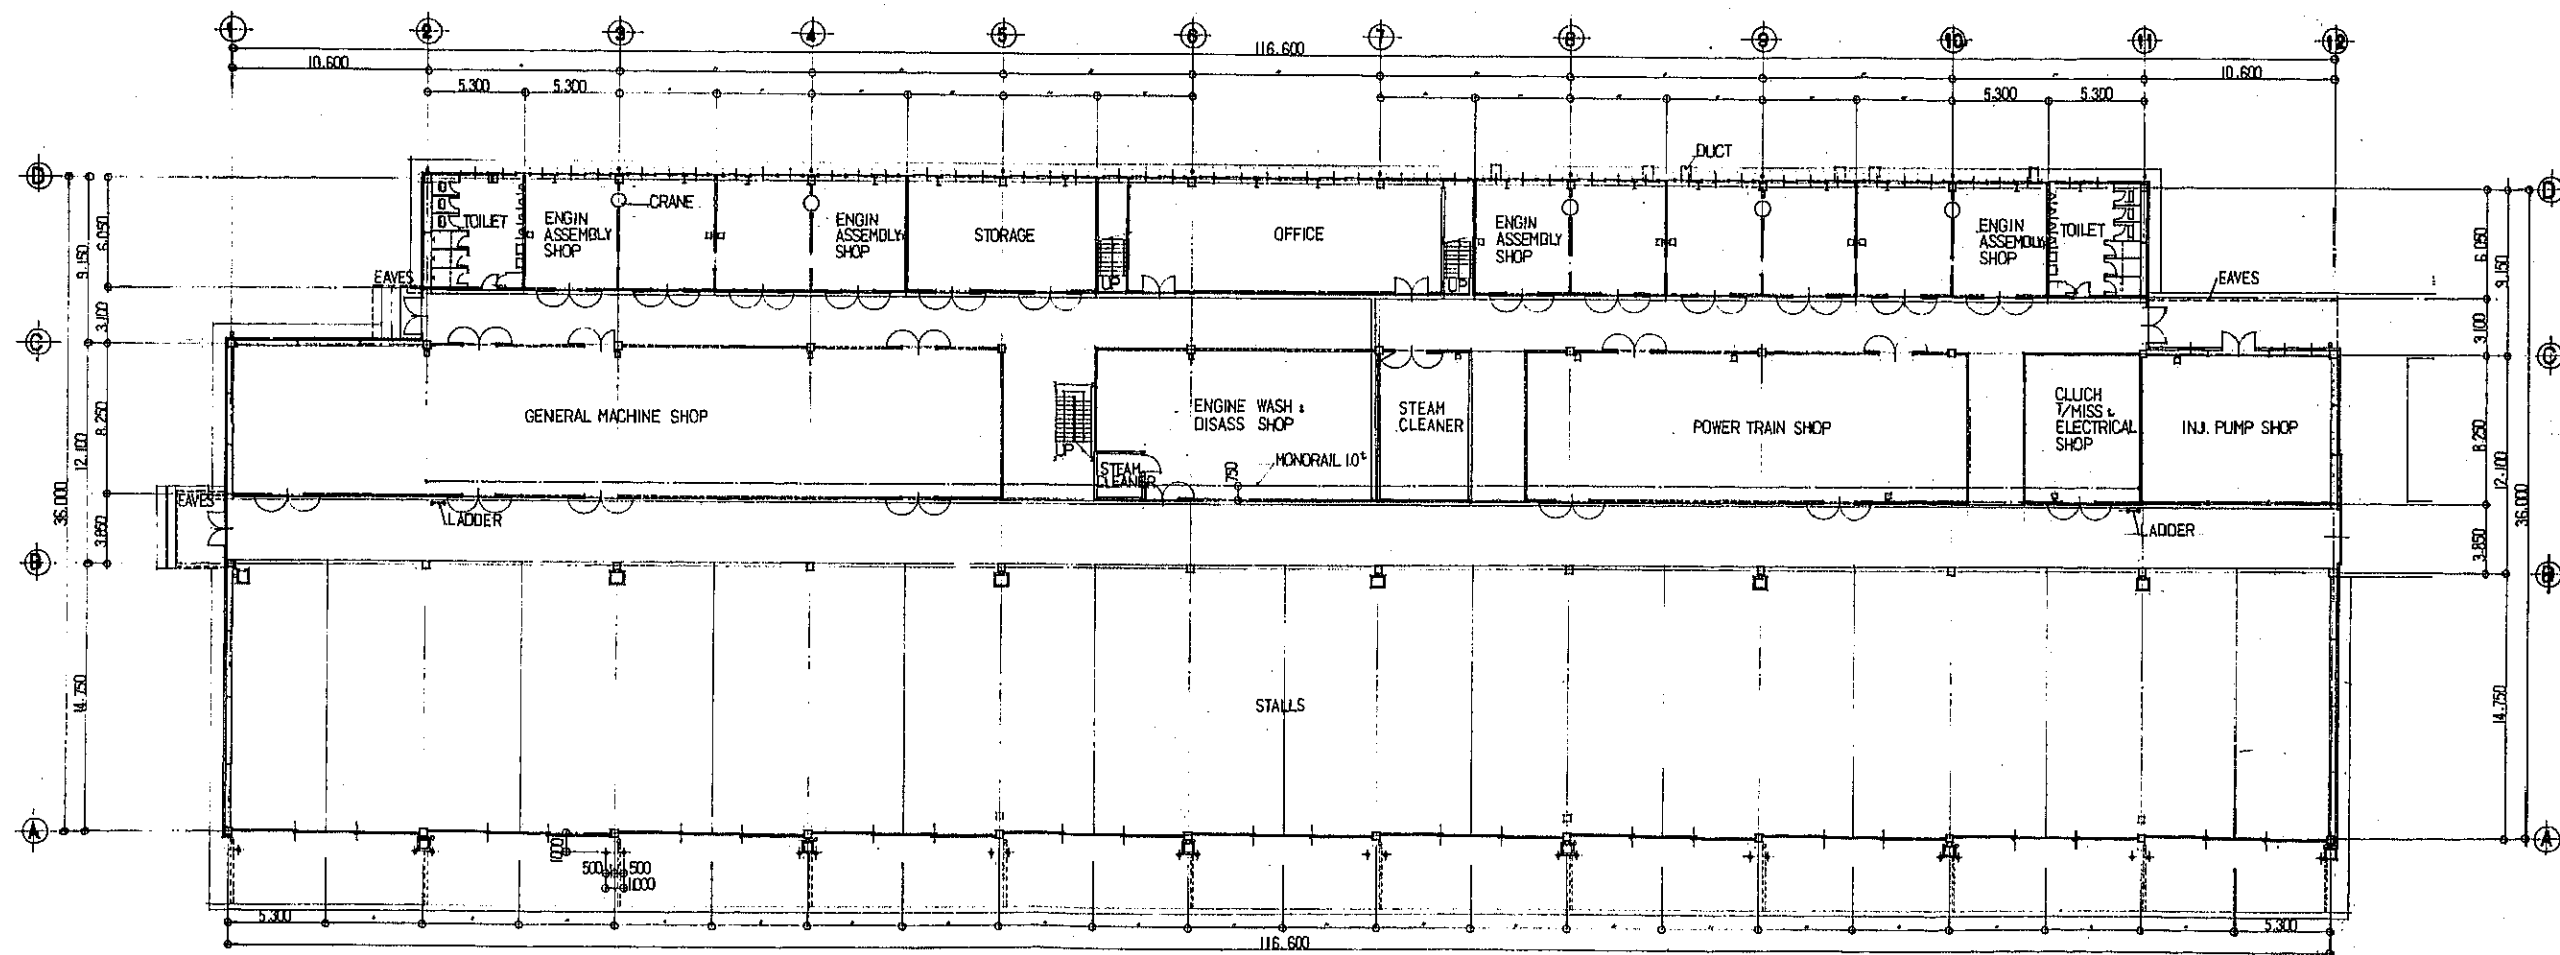 1 2 3 4 5 6 7 8 9 10 11 12
116.600
10.600 10.600
5.300 5.300 5.300 5.300
DUCT
D D
CRANE
TOILET
ENGIN
ASSEMBLY
SHOP
ENGIN
ASSEMBLY
SHOP
STORAGE
OFFICE
ENGIN
ASSEMBLY
SHOP
ENGIN
ASSEMBLY
SHOP
TOILET
6.050 6.050
9.150 9.150
EAVES UP UP EAVES
3.100 3.100
C C
GENERAL MACHINE SHOP
UP
ENGINE WASH &
DISASS SHOP
STEAM
CLEANER
POWER TRAIN SHOP
CLUCH
T/MISS &
ELECTRICAL
SHOP
INJ. PUMP SHOP
8.250 8.250
12.100 12.100
STEAM
CLEANER
750
MONORAIL 1.0t
EAVES
LADDER LADDER
36.000 36.000
3.850 3.850
B B
14.750 14.750
STALLS
A A
1.000
500 500
1.000
5.300 5.300
116.600